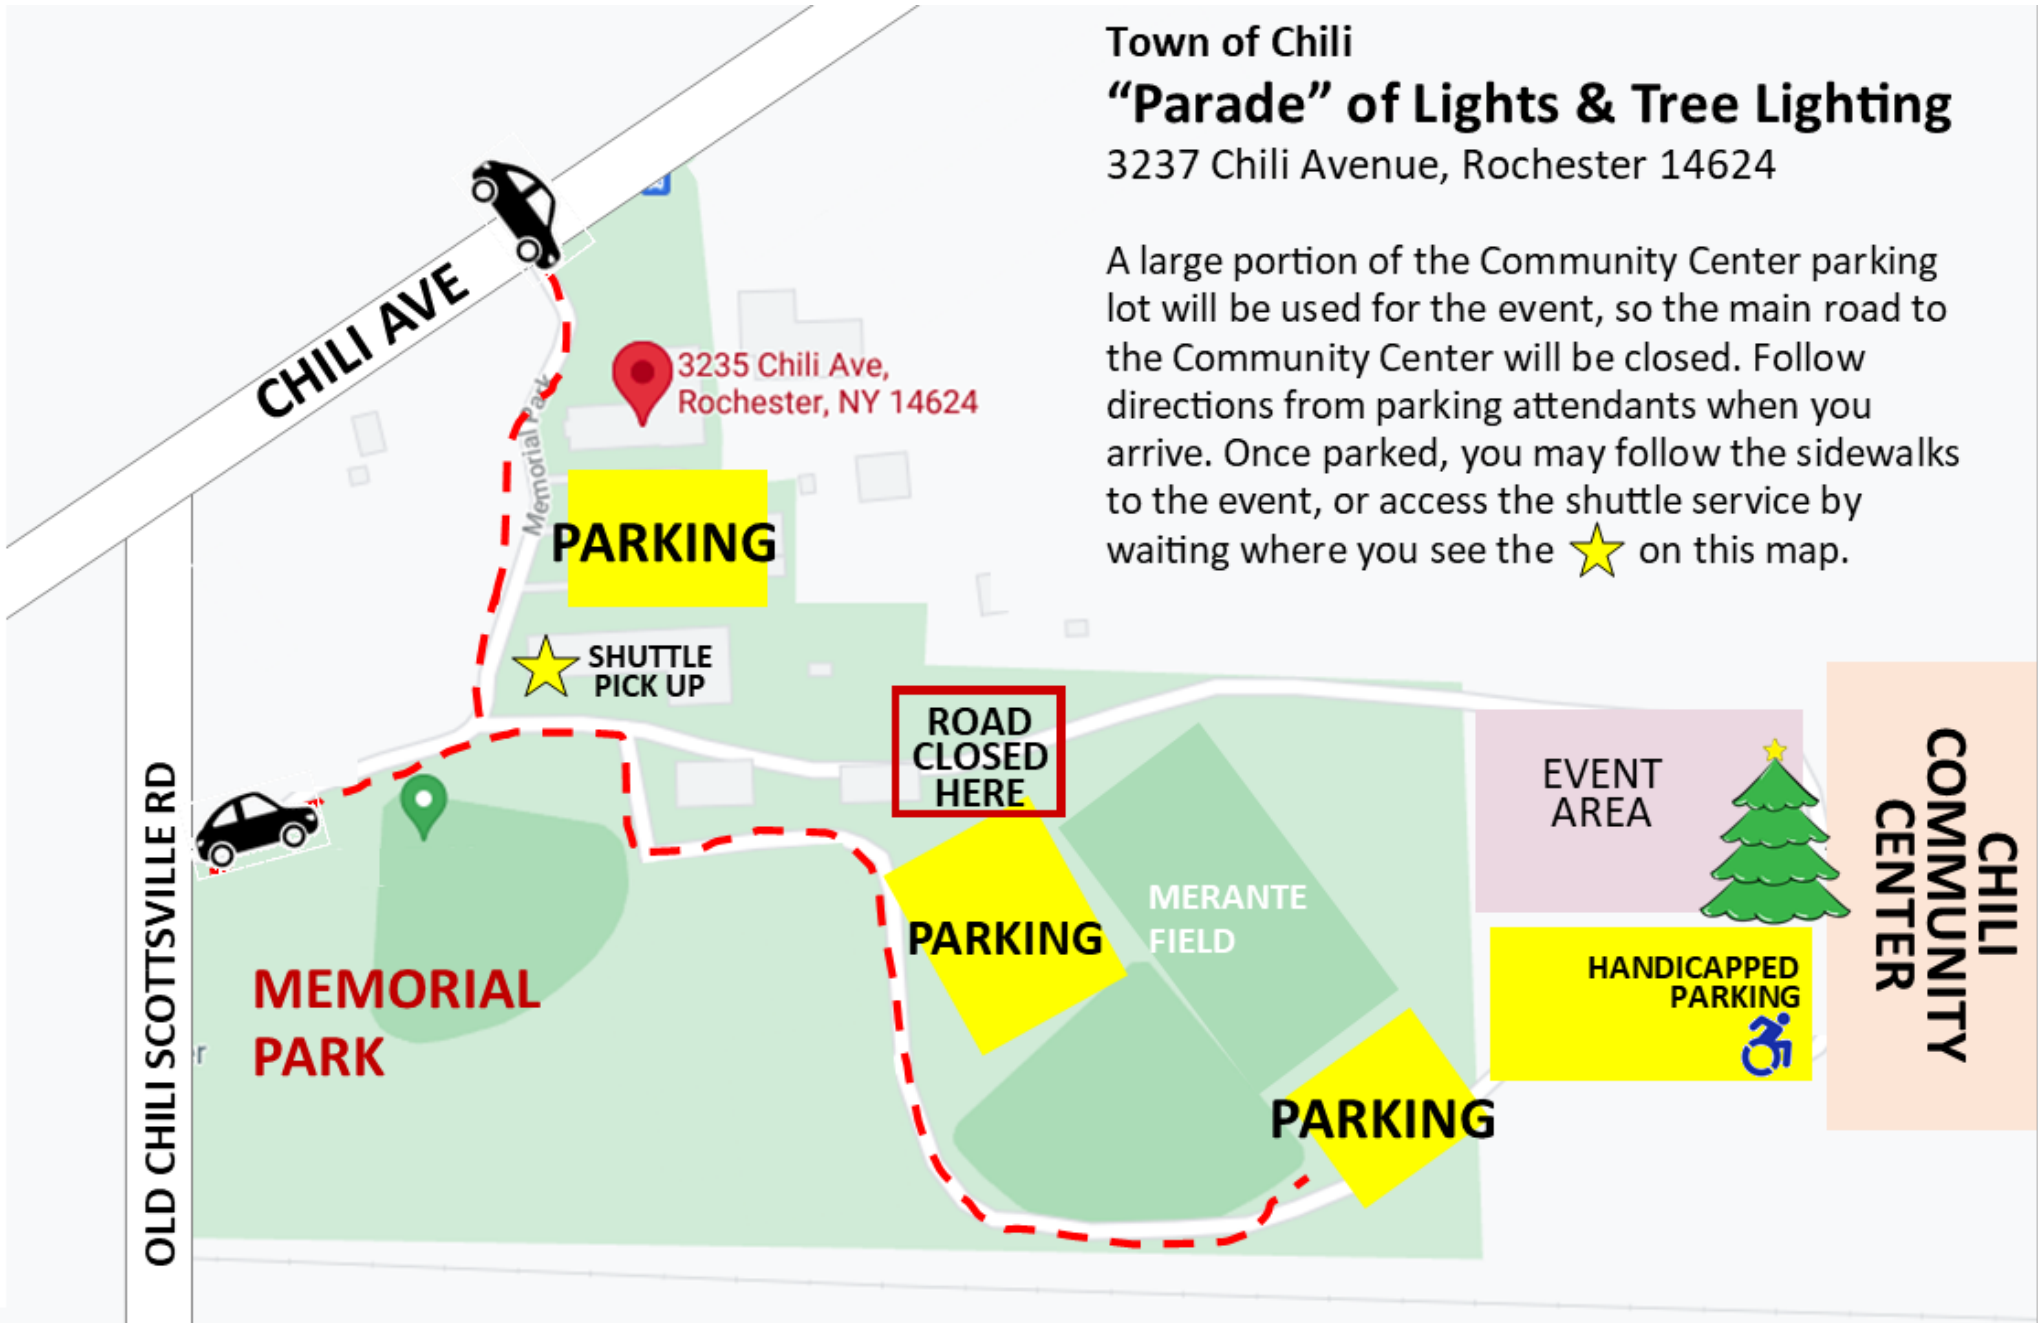 Town of Chili
“Parade” of Lights & Tree Lighting
3237 Chili Avenue, Rochester 14624
A large portion of the Community Center parking
lot will be used for the event, so the main road to
the Community Center will be closed. Follow
directions from parking attendants when you
arrive. Once parked, you may follow the sidewalks
to the event, or access the shuttle service by
waiting where you see the on this map.
CHILI AVE
3235 Chili Ave,
Rochester, NY 14624
Memorial Park
PARKING
SHUTTLE
PICK UP
ROAD
CLOSED
HERE
EVENT
AREA
CHILI
COMMUNITY
CENTER
OLD CHILI SCOTTSVILLE RD
MERANTE
FIELD
PARKING
HANDICAPPED
PARKING
MEMORIAL
PARK
r
PARKING